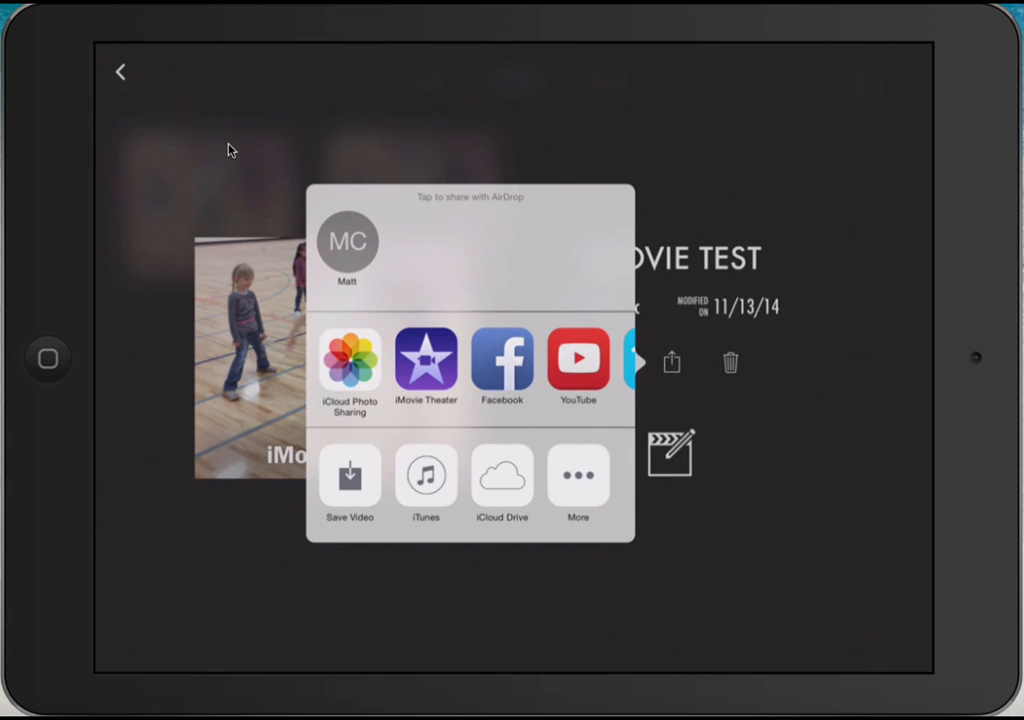 Tap to share with AirDrop
MC
Matt
OVIE TEST
MODIFIED
ON 11/13/14
iCloud Photo
Sharing
iMovie Theater
Facebook
YouTube
iMo
Save Video
iTunes
iCloud Drive
More